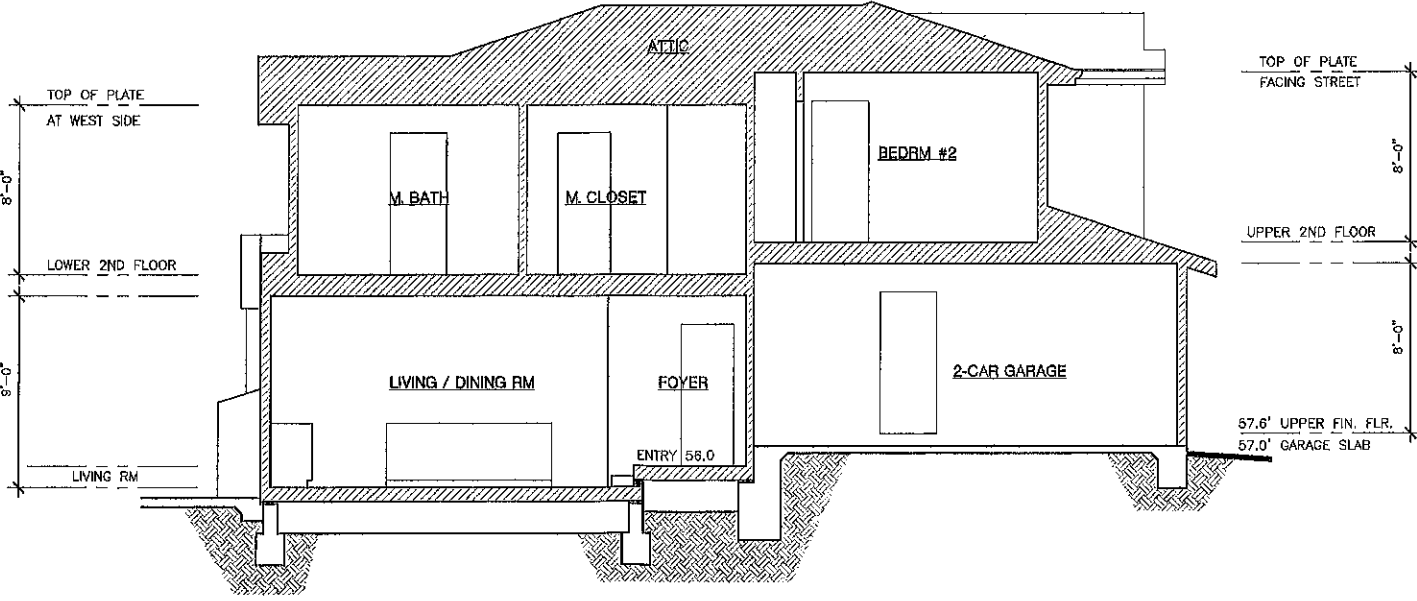 ATTIC
TOP OF PLATE
AT WEST SIDE
TOP OF PLATE
FACING STREET
8'-0"
8'-0"
BEDRM #2
M. BATH
M. CLOSET
LOWER 2ND FLOOR
UPPER 2ND FLOOR
9'-0"
8'-0"
LIVING / DINING RM
FOYER
2-CAR GARAGE
ENTRY 56.0
57.6' UPPER FIN. FLR.
57.0' GARAGE SLAB
LIVING RM